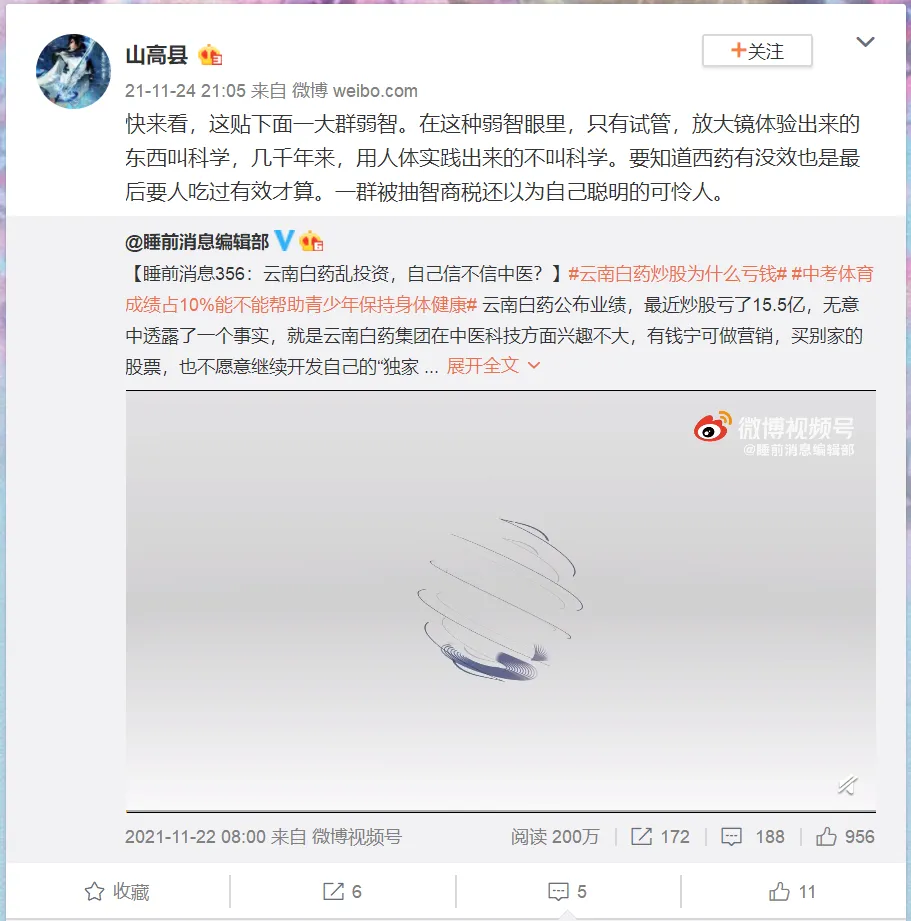 山高县
+关注
21-11-24 21:05 来自 微博 weibo.com
快来看，这贴下面一大群弱智。在这种弱智眼里，只有试管，放大镜体验出来的
东西叫科学，几千年来，用人体实践出来的不叫科学。要知道西药有没效也是最
后要人吃过有效才算。一群被抽智商税还以为自己聪明的可怜人。
@睡前消息编辑部
【睡前消息356：云南白药乱投资，自己信不信中医？】#云南白药炒股为什么亏钱# #中考体育
成绩占10%能不能帮助青少年保持身体健康# 云南白药公布业绩，最近炒股亏了15.5亿，无意
中透露了一个事实，就是云南白药集团在中医科技方面兴趣不大，有钱宁可做营销，买别家的
股票，也不愿意继续开发自己的“独家 ... 展开全文
微博视频号
@睡前消息编辑部
2021-11-22 08:00 来自 微博视频号 阅读 200万 172 188 956
收藏 6 5 11